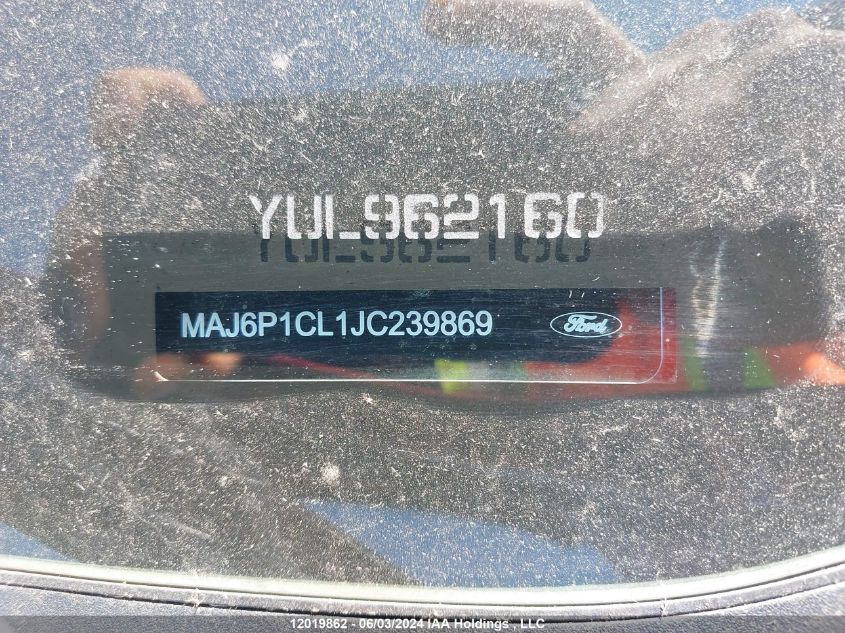 YUL962160
MAJ6P1CL1JC239869 Ford
12019862 - 06/03/2024 IAA Holdings , LLC